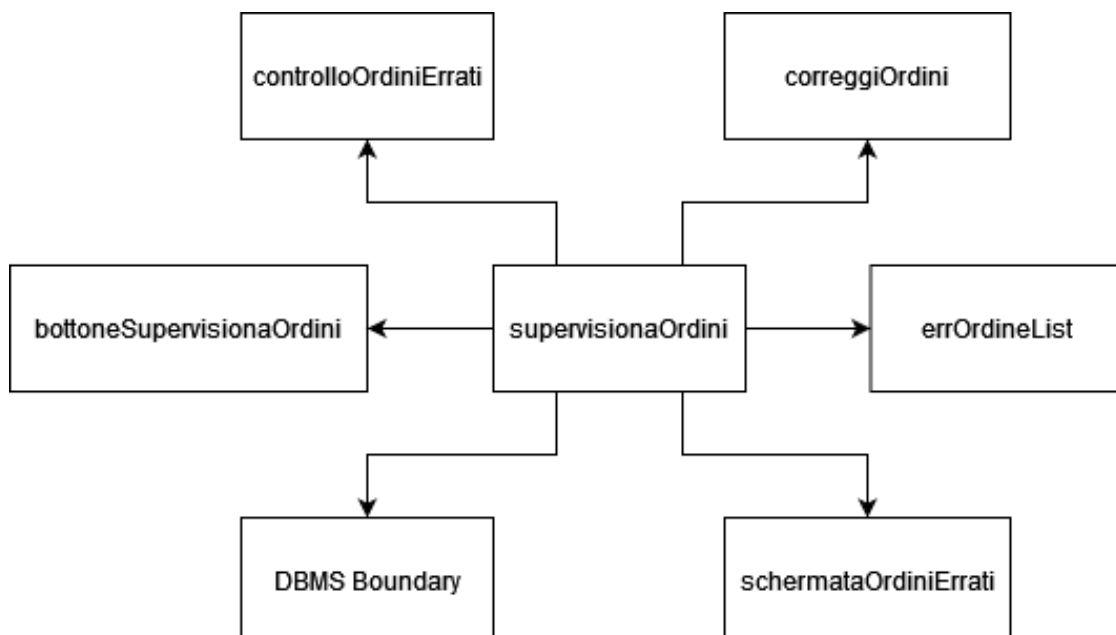 controlloOrdiniErrati
correggiOrdini
bottoneSupervisionaOrdini
supervisionaOrdini
errOrdineList
DBMS Boundary
schermataOrdiniErrati